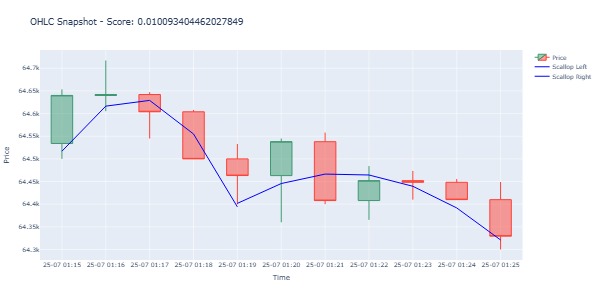 OHLC Snapshot - Score: 0.010093404462027849
64.7k
64.65k
64.6k
64.55k
64.5k
64.45k
64.4k
64.35k
64.3k
Price
25-07 01:15 25-07 01:16 25-07 01:17 25-07 01:18 25-07 01:19 25-07 01:20 25-07 01:21 25-07 01:22 25-07 01:23 25-07 01:24 25-07 01:25
Time
Price
Scallop Left
Scallop Right